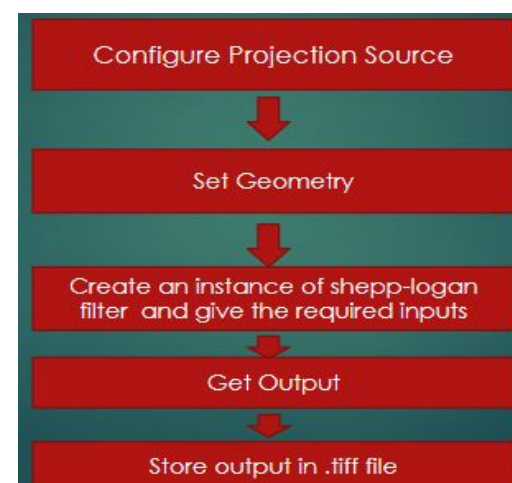 Configure Projection Source
Set Geometry
Create an instance of shepp-logan
filter and give the required inputs
Get Output
Store output in .tiff file